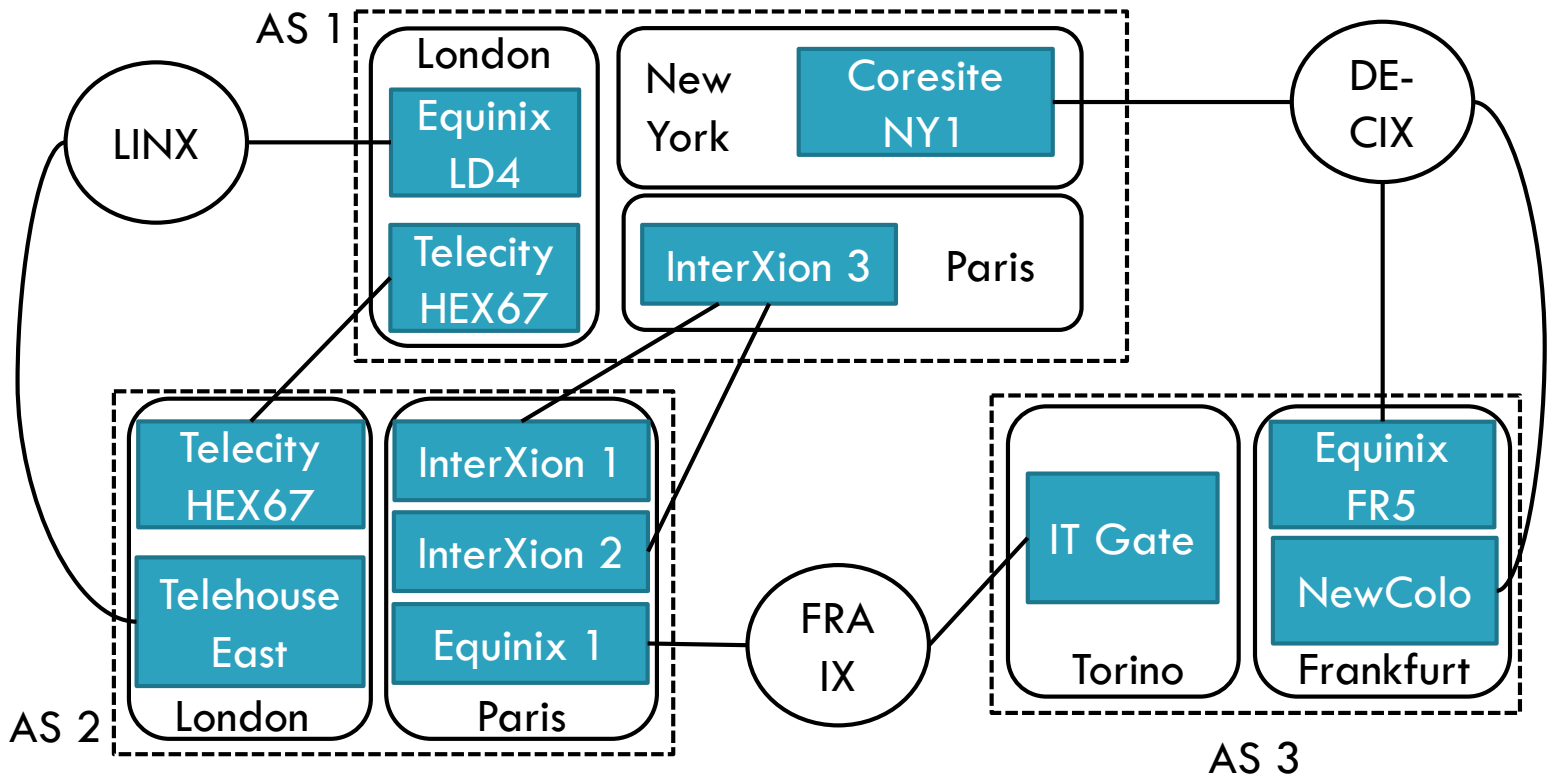 AS 1
London
Equinix
LD4
Telecity
HEX67
New
York
Coresite
NY1
InterXion 3
Paris
LINX
DE-
CIX
Telecity
HEX67
Telehouse
East
London
InterXion 1
InterXion 2
Equinix 1
Paris
AS 2
FRA
IX
IT Gate
Torino
Equinix
FR5
NewColo
Frankfurt
AS 3